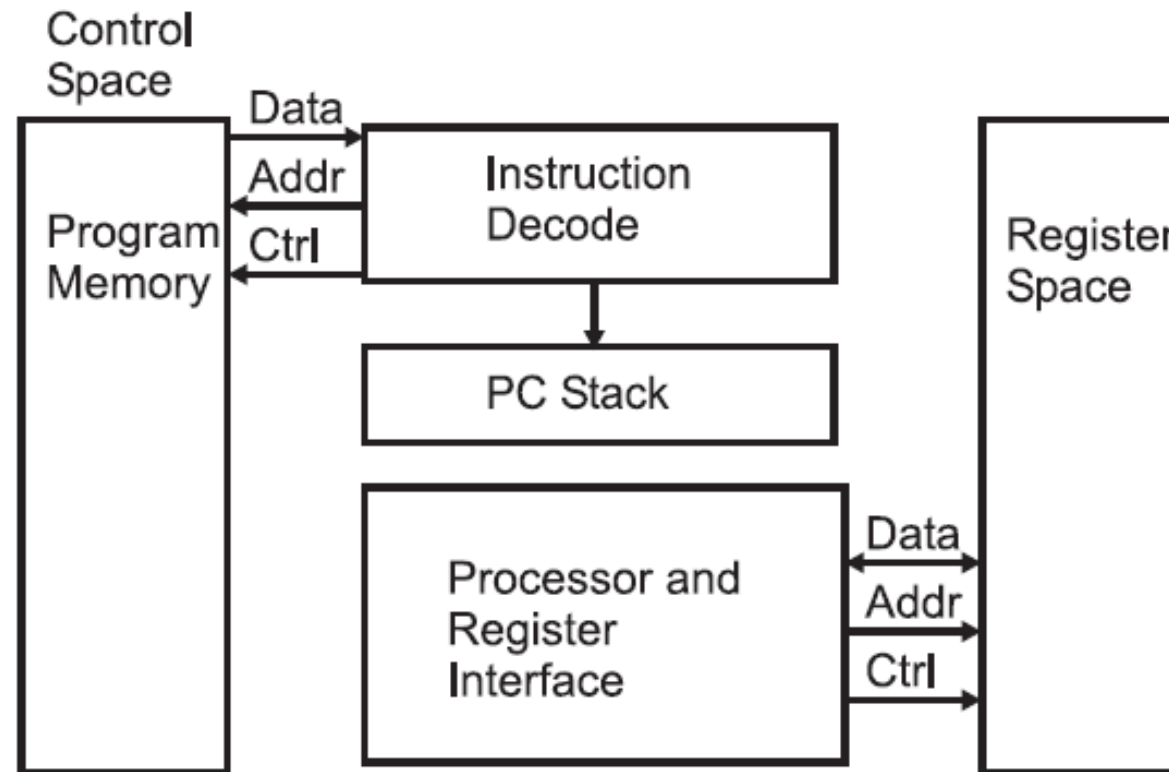 Control
Space
Data
Addr
Ctrl
Program
Memory
Instruction
Decode
PC Stack
Processor and
Register
Interface
Data
Addr
Ctrl
Register
Space